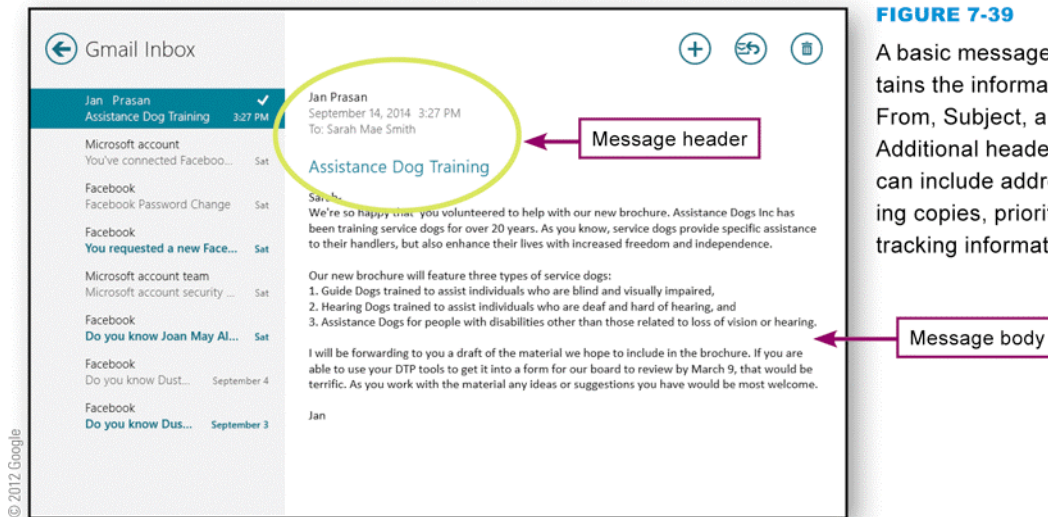 Gmail Inbox
Jan Prasan
Assistance Dog Training 3:27 PM
Microsoft account
You've connected Faceboo... Sat
Facebook
Facebook Password Change Sat
Facebook
You requested a new Face... Sat
Microsoft account team
Microsoft account security ... Sat
Facebook
Do you know Joan May Al... Sat
Facebook
Do you know Dust... September 4
Facebook
Do you know Dus... September 3
Jan Prasan
September 14, 2014 3:27 PM
To: Sarah Mae Smith
Assistance Dog Training
Message header
Sarah,
We're so happy that you volunteered to help with our new brochure. Assistance Dogs Inc has
been training service dogs for over 20 years. As you know, service dogs provide specific assistance
to their handlers, but also enhance their lives with increased freedom and independence.
Our new brochure will feature three types of service dogs:
1. Guide Dogs trained to assist individuals who are blind and visually impaired,
2. Hearing Dogs trained to assist individuals who are deaf and hard of hearing, and
3. Assistance Dogs for people with disabilities other than those related to loss of vision or hearing.
I will be forwarding to you a draft of the material we hope to include in the brochure. If you are
able to use your DTP tools to get it into a form for our board to review by March 9, that would be
terrific. As you work with the material any ideas or suggestions you have would be most welcome.
Jan
Message body
FIGURE 7-39
A basic message
tains the informa
From, Subject, a
Additional heade
can include addr
ing copies, priorit
tracking informat
© 2012 Google